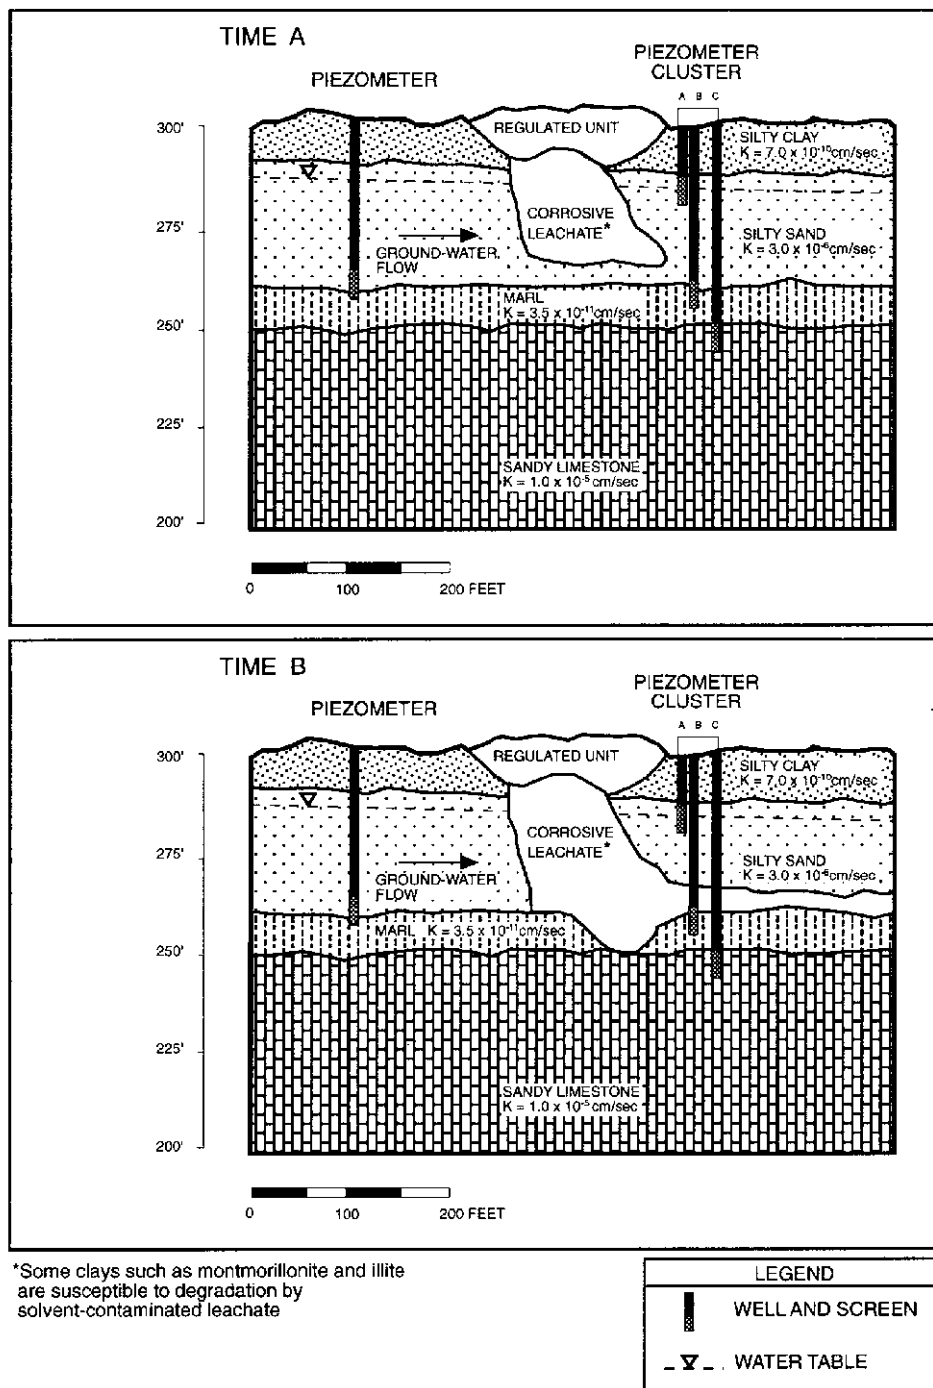 TIME A
PIEZOMETER
PIEZOMETER
CLUSTER
A B C
300'
275'
250'
225'
200'
REGULATED UNIT
SILTY CLAY
K = 7.0 x 10⁻¹⁰cm/sec
CORROSIVE
LEACHATE*
SILTY SAND
K = 3.0 x 10⁻⁶cm/sec
GROUND-WATER
FLOW
MARL
K = 3.5 x 10⁻¹¹cm/sec
SANDY LIMESTONE
K = 1.0 x 10⁻⁵cm/sec
0 100 200 FEET
TIME B
PIEZOMETER
PIEZOMETER
CLUSTER
A B C
300'
275'
250'
225'
200'
REGULATED UNIT
SILTY CLAY
K = 7.0 x 10⁻¹⁰cm/sec
CORROSIVE
LEACHATE*
SILTY SAND
K = 3.0 x 10⁻⁶cm/sec
GROUND-WATER
FLOW
MARL K = 3.5 x 10⁻¹¹cm/sec
SANDY LIMESTONE
K = 1.0 x 10⁻⁵cm/sec
0 100 200 FEET
*Some clays such as montmorillonite and illite
are susceptible to degradation by
solvent-contaminated leachate
LEGEND
WELL AND SCREEN
WATER TABLE